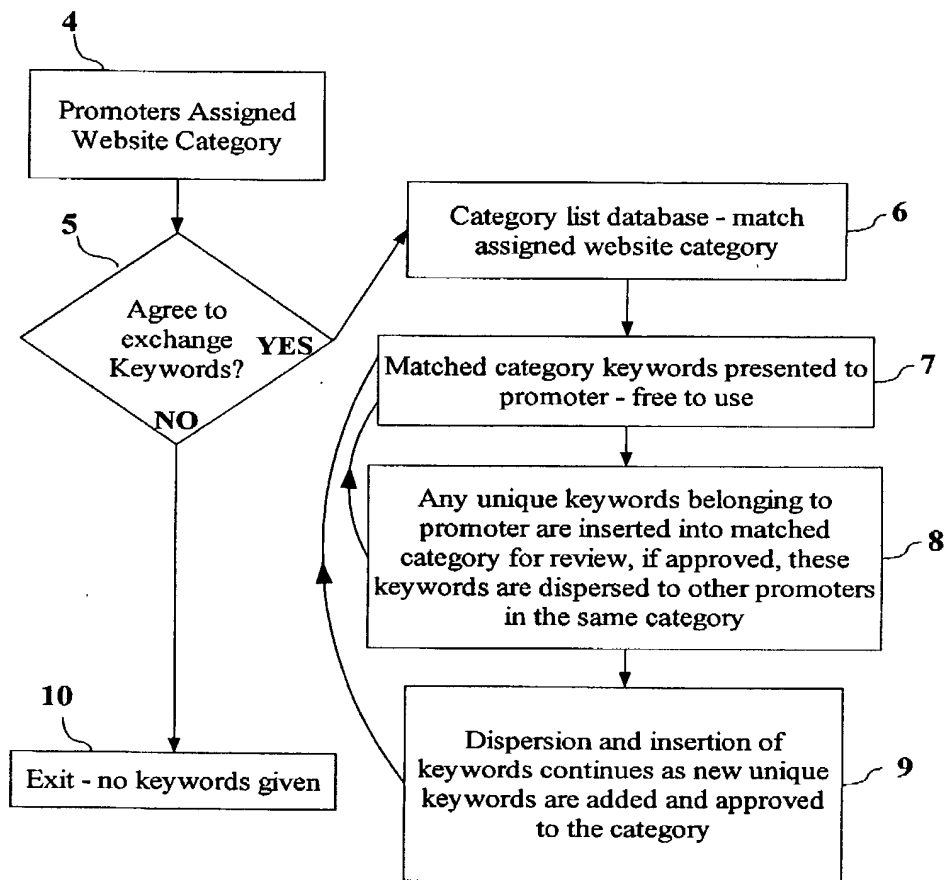 4
Promoters Assigned
Website Category
5
Agree to
exchange
Keywords?
YES
NO
6
Category list database - match
assigned website category
7
Matched category keywords presented to
promoter - free to use
8
Any unique keywords belonging to
promoter are inserted into matched
category for review, if approved, these
keywords are dispersed to other promoters
in the same category
9
Dispersion and insertion of
keywords continues as new unique
keywords are added and approved
to the category
10
Exit - no keywords given